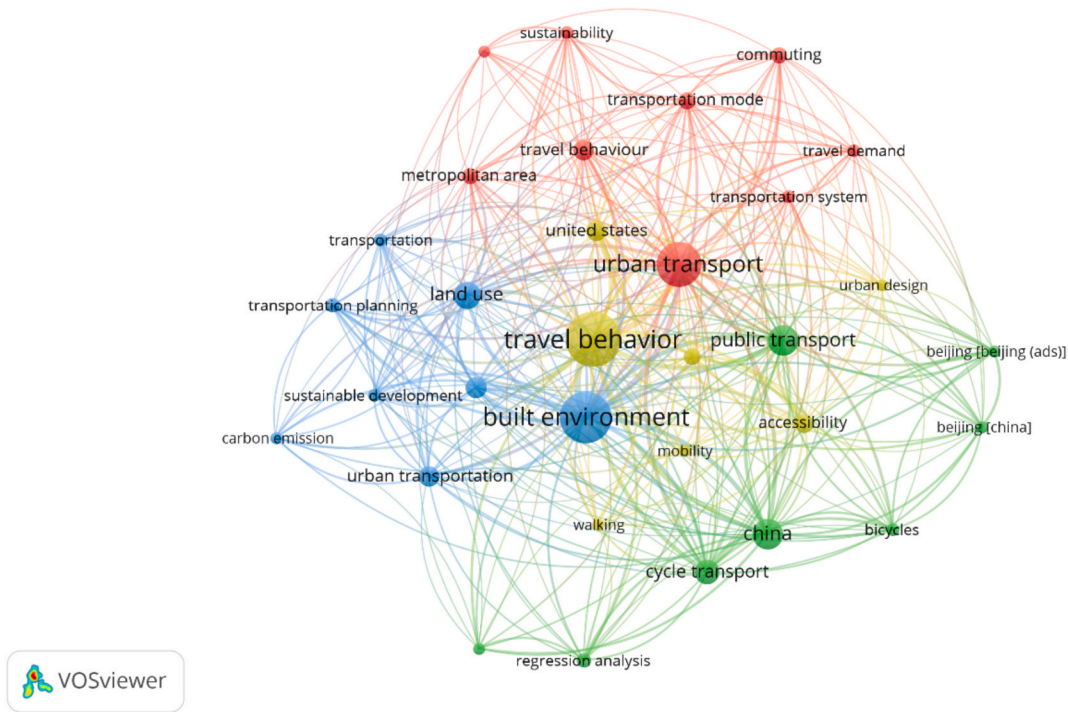 sustainability
commuting
transportation mode
travel behaviour
travel demand
metropolitan area
transportation system
united states
transportation
urban transport
urban design
land use
transportation planning
travel behavior
public transport
beijing [beijing (ads)]
sustainable development
built environment
accessibility
beijing [china]
carbon emission
mobility
urban transportation
walking
china
bicycles
cycle transport
regression analysis
VOSviewer